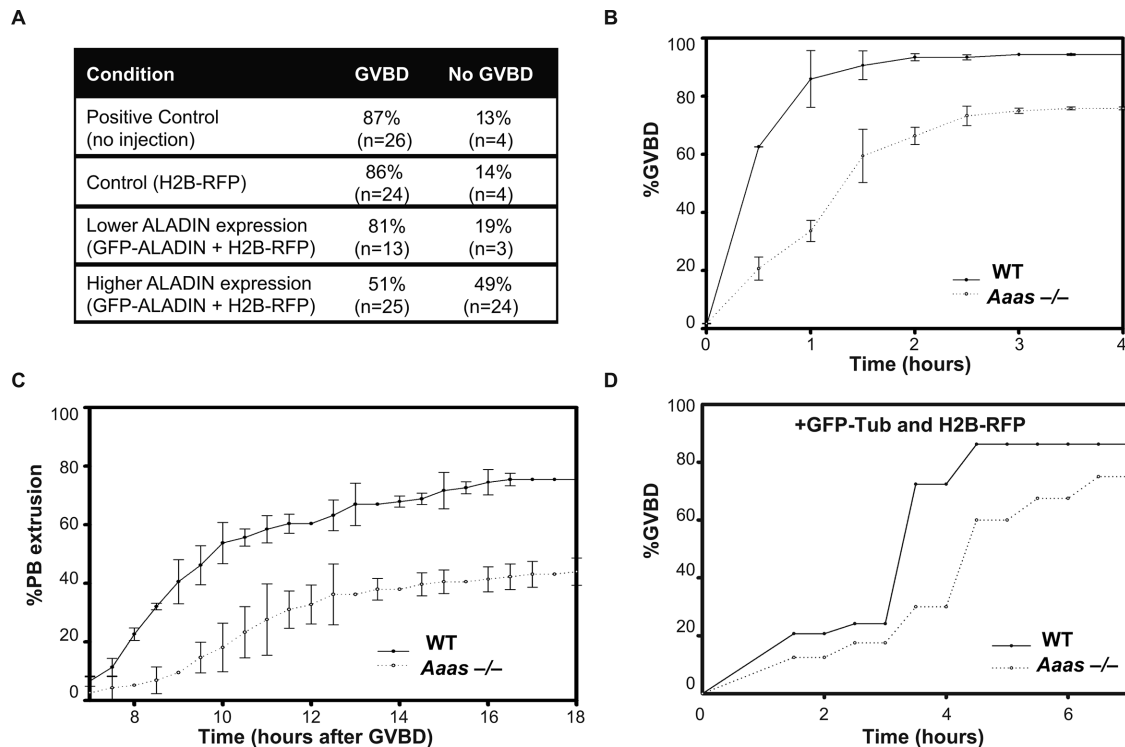 A
Condition GVBD No GVBD
Positive Control 87% 13%
(no injection) (n=26) (n=4)
Control (H2B-RFP) 86% 14%
(n=24) (n=4)
Lower ALADIN expression 81% 19%
(GFP-ALADIN + H2B-RFP) (n=13) (n=3)
Higher ALADIN expression 51% 49%
(GFP-ALADIN + H2B-RFP) (n=25) (n=24)
B
100
80
60
40
20
0
%GVBD
WT
Aaas –/–
0 1 2 3 4
Time (hours)
C
100
80
60
40
20
0
%PB extrusion
WT
Aaas –/–
8 10 12 14 16 18
Time (hours after GVBD)
D
+GFP-Tub and H2B-RFP
100
80
60
40
20
0
%GVBD
WT
Aaas –/–
0 2 4 6
Time (hours)